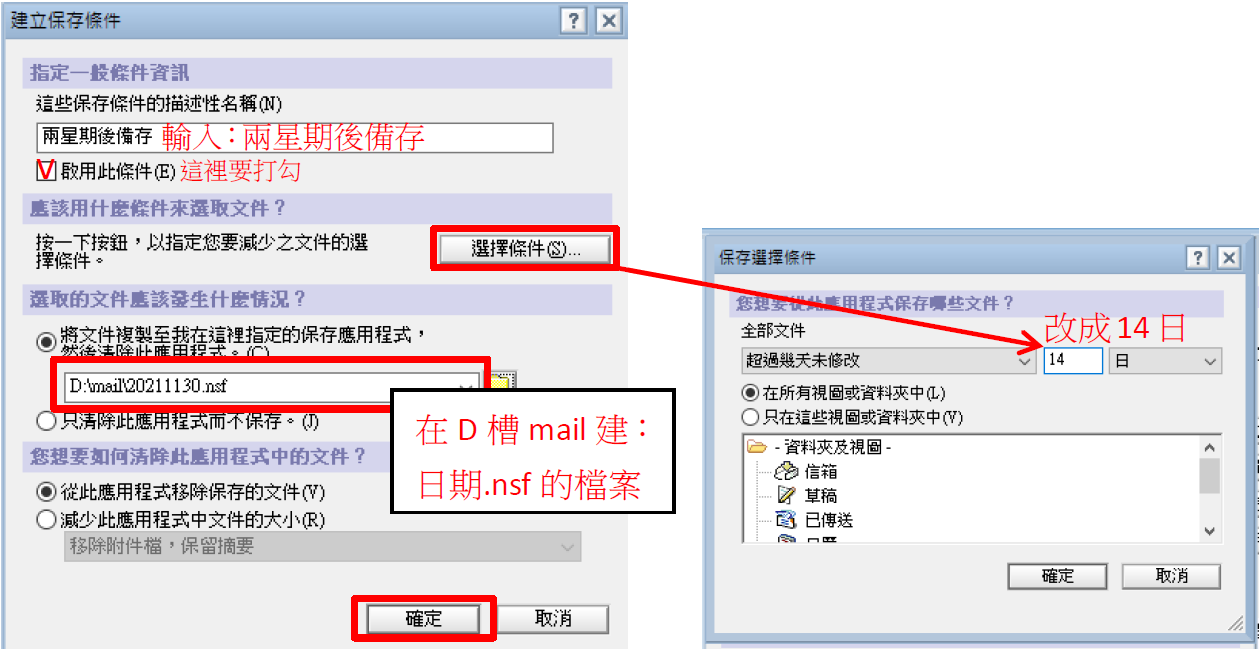 建立保存條件
指定一般條件資訊
這些保存條件的描述性名稱(N)
兩星期後備存 輸入：兩星期後備存
V 啟用此條件(E) 這裡要打勾
應該用什麼條件來選取文件？
按一下按鈕，以指定您要減少之文件的選
擇條件。
選擇條件(S)...
選取的文件應該發生什麼情況？
將文件複製至我在這裡指定的保存應用程式，
然後清除此應用程式。(C)
D:\mail\20211130.nsf
只清除此應用程式而不保存。(J)
在 D 槽 mail 建：
日期.nsf 的檔案
您想要如何清除此應用程式中的文件？
從此應用程式移除保存的文件(V)
減少此應用程式中文件的大小(R)
移除附件檔，保留摘要
確定
取消
保存選擇條件
您想要從此應用程式保存哪些文件？
全部文件
改成 14 日
超過幾天未修改
14
日
在所有視圖或資料夾中(L)
只在這些視圖或資料夾中(V)
- 資料夾及視圖 -
信箱
草稿
已傳送
確定
取消